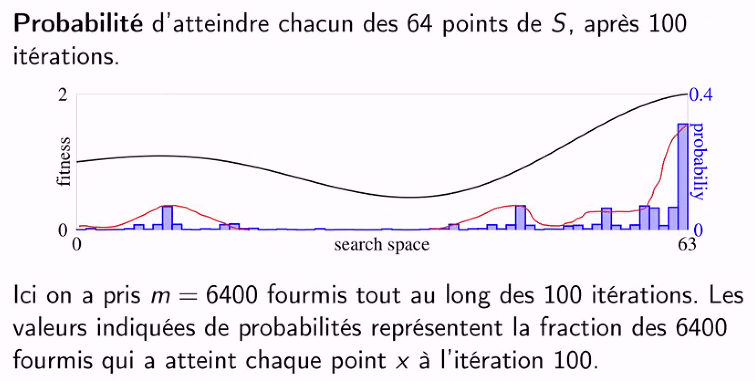 Probabilité d'atteindre chacun des 64 points de S, après 100
itérations.
2
0.4
fitness
probabiliy
0
0
0
search space
63
Ici on a pris m = 6400 fourmis tout au long des 100 itérations. Les
valeurs indiquées de probabilités représentent la fraction des 6400
fourmis qui a atteint chaque point x à l'itération 100.